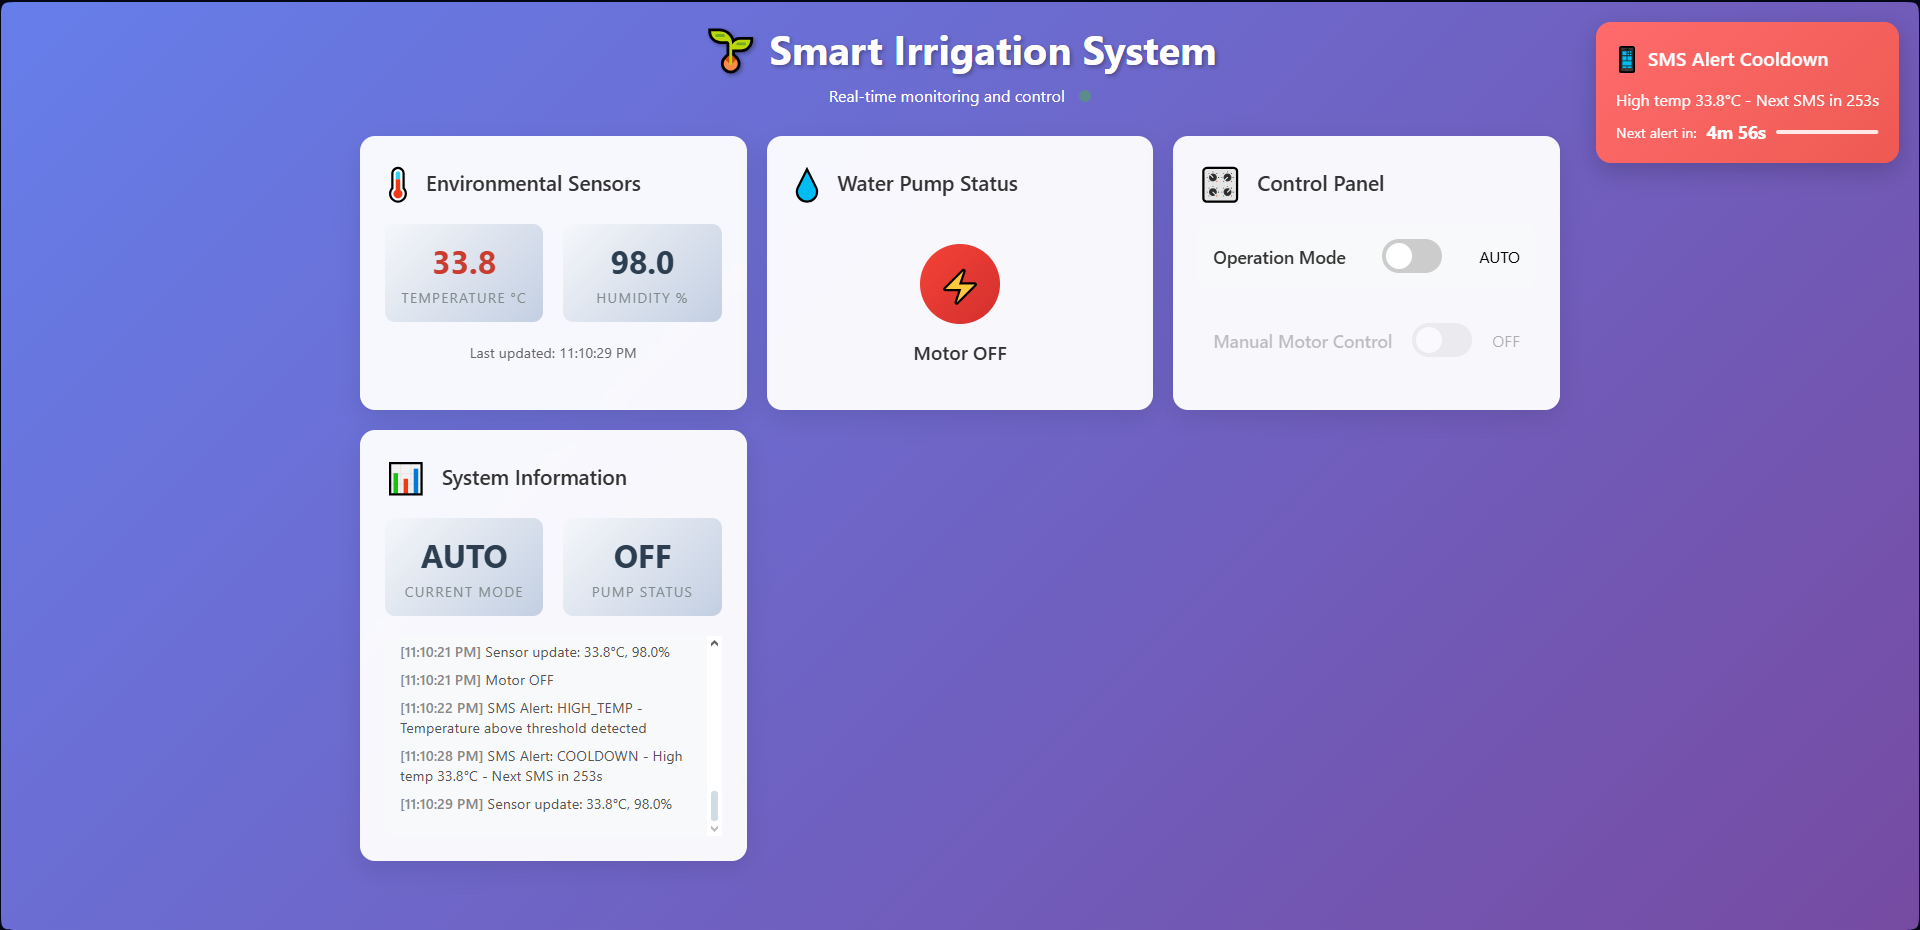 Smart Irrigation System
Real-time monitoring and control
SMS Alert Cooldown
High temp 33.8°C - Next SMS in 253s
Next alert in: 4m 56s
Environmental Sensors
33.8
TEMPERATURE °C
98.0
HUMIDITY %
Last updated: 11:10:29 PM
Water Pump Status
Motor OFF
Control Panel
Operation Mode
AUTO
Manual Motor Control
OFF
System Information
AUTO
CURRENT MODE
OFF
PUMP STATUS
[11:10:21 PM] Sensor update: 33.8°C, 98.0%
[11:10:21 PM] Motor OFF
[11:10:22 PM] SMS Alert: HIGH_TEMP -
Temperature above threshold detected
[11:10:28 PM] SMS Alert: COOLDOWN - High
temp 33.8°C - Next SMS in 253s
[11:10:29 PM] Sensor update: 33.8°C, 98.0%